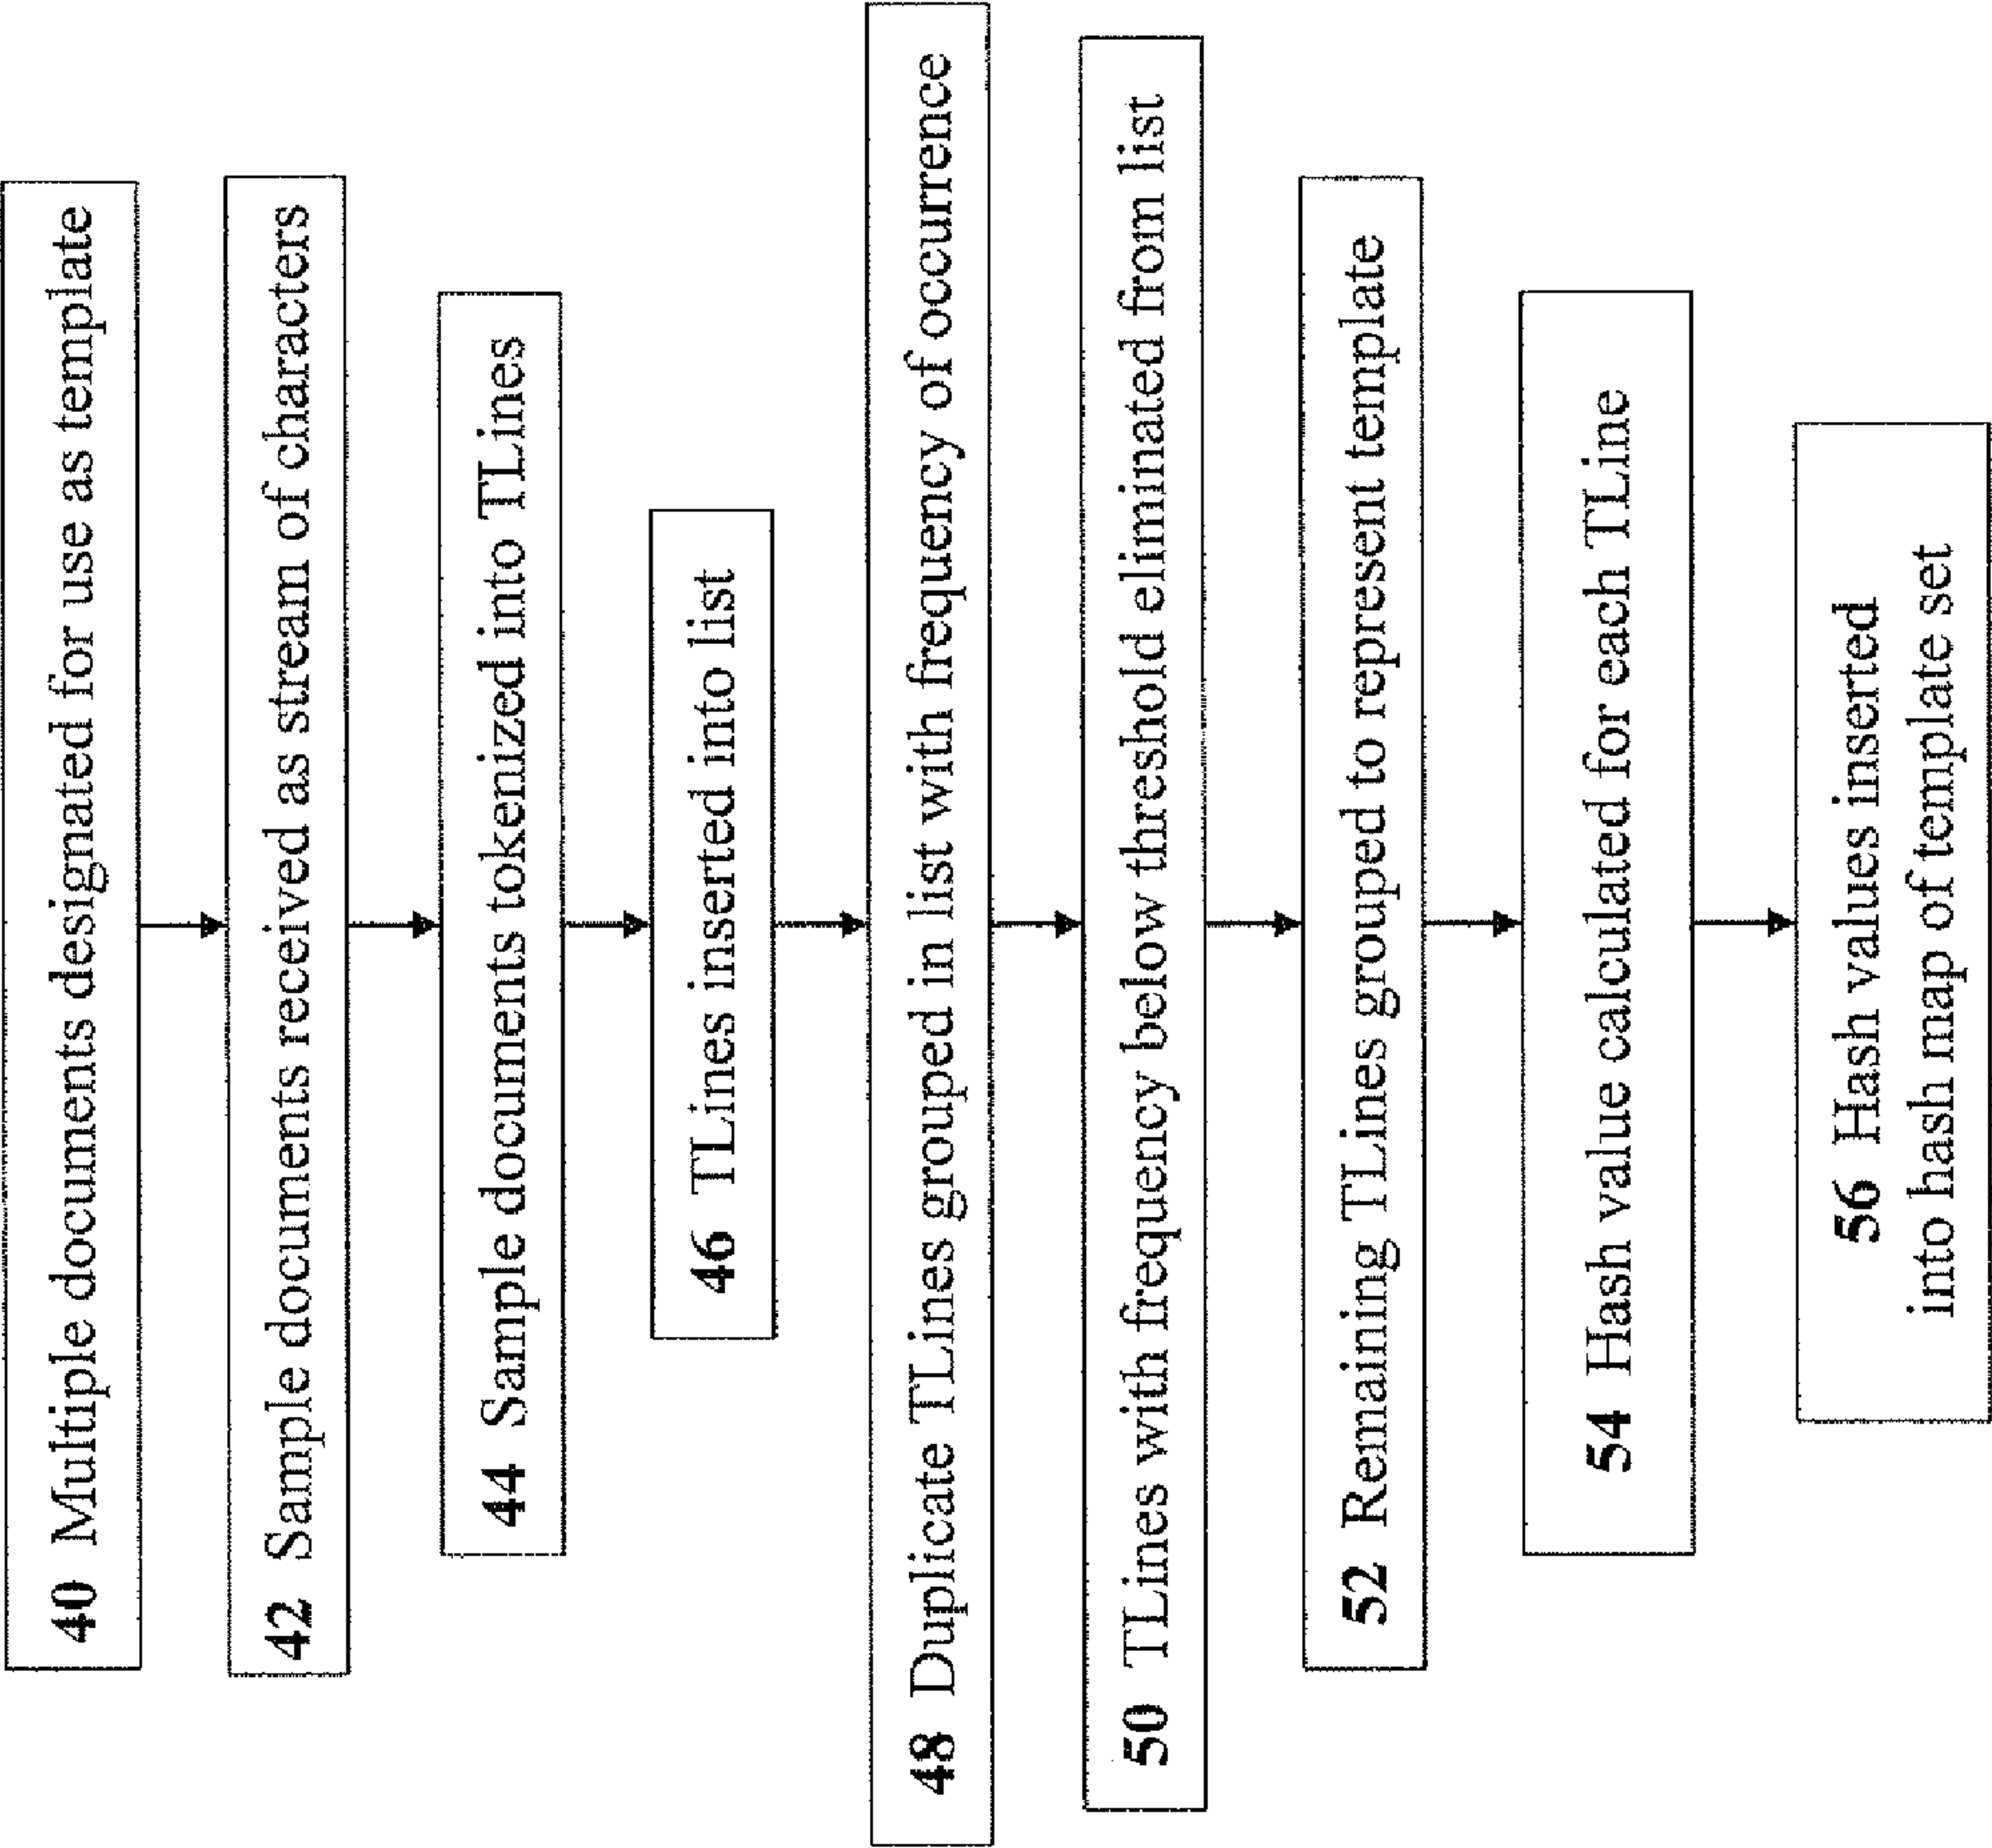 40 Multiple documents designated for use as template
42 Sample documents received as stream of characters
44 Sample documents tokenized into TLines
46 TLines inserted into list
48 Duplicate TLines grouped in list with frequency of occurrence
50 TLines with frequency below threshold eliminated from list
52 Remaining TLines grouped to represent template
54 Hash value calculated for each TLine
56 Hash values inserted
into hash map of template set